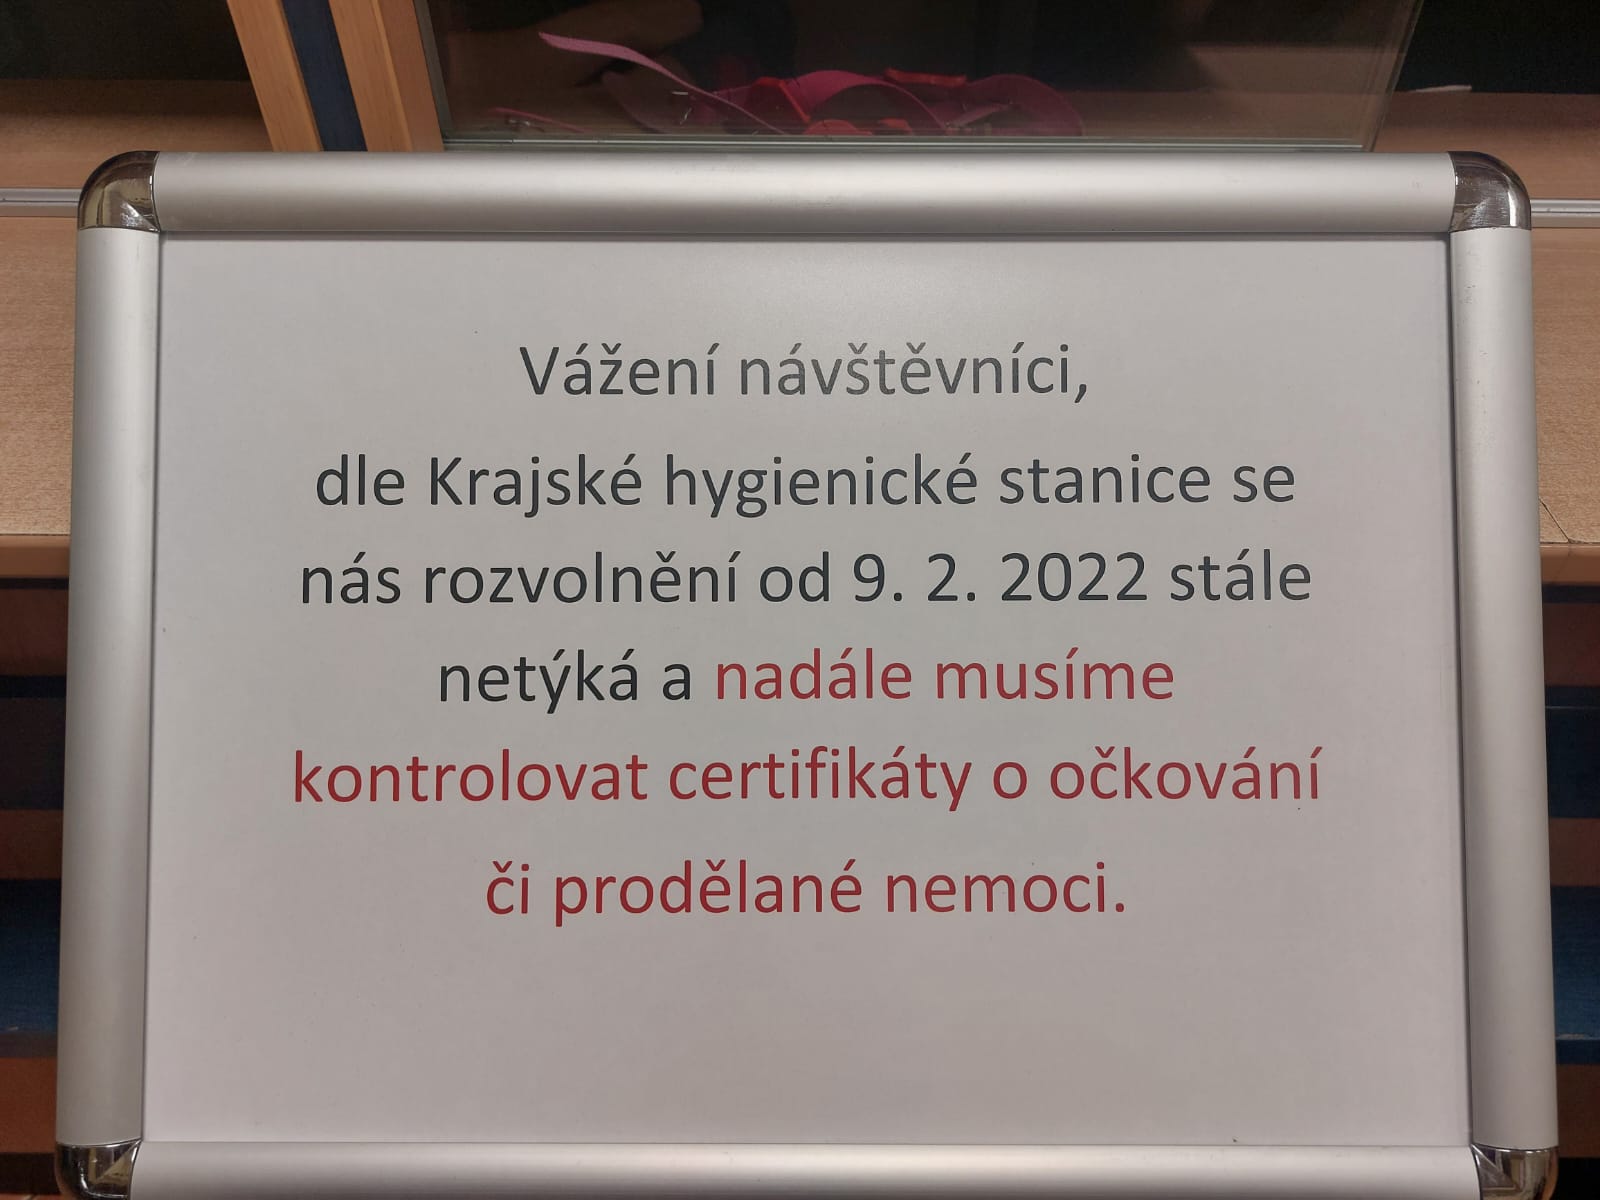 Vážení návštěvníci,
dle Krajské hygienické stanice se
nás rozvolnění od 9. 2. 2022 stále
netýká a nadále musíme
kontrolovat certifikáty o očkování
či prodělané nemoci.